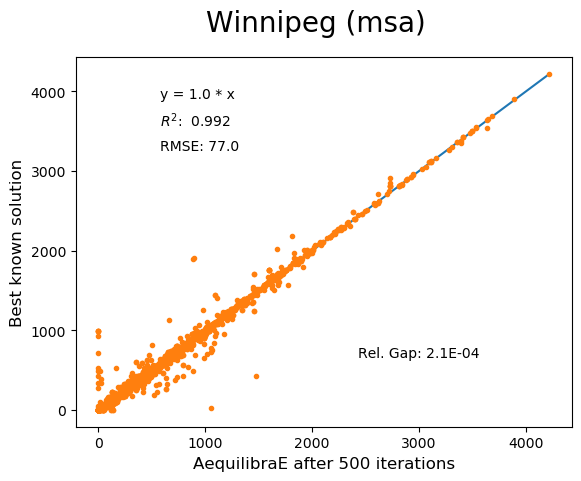 Winnipeg (msa)
Best known solution
4000
3000
2000
1000
0
y = 1.0 * x
R²: 0.992
RMSE: 77.0
Rel. Gap: 2.1E-04
0 1000 2000 3000 4000
AequilibraE after 500 iterations